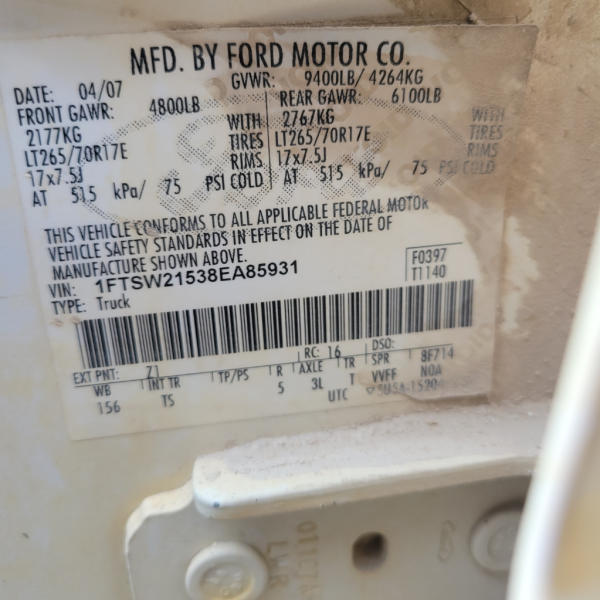 MFD. BY FORD MOTOR CO.
DATE: 04/07 GVWR: 9400LB/ 4264KG
FRONT GAWR: 4800LB REAR GAWR: 6100LB
2177KG WITH 2767KG WITH
LT265/70R17E TIRES LT265/70R17E TIRES
17x7.5J RIMS 17x7.5J RIMS
AT 515 kPa/ 75 PSI COLD AT 515 kPa/ 75 PSI COLD
THIS VEHICLE CONFORMS TO ALL APPLICABLE FEDERAL MOTOR
VEHICLE SAFETY STANDARDS IN EFFECT ON THE DATE OF
MANUFACTURE SHOWN ABOVE.
VIN: 1FTSW21538EA85931 F0397
TYPE: Truck T1140
EXT PNT: Z1 RC: 16 DSO:
WB INT TR TP/PS R AXLE TR SPR 8F714
156 TS 5 3L T VVFF NOA
UTC